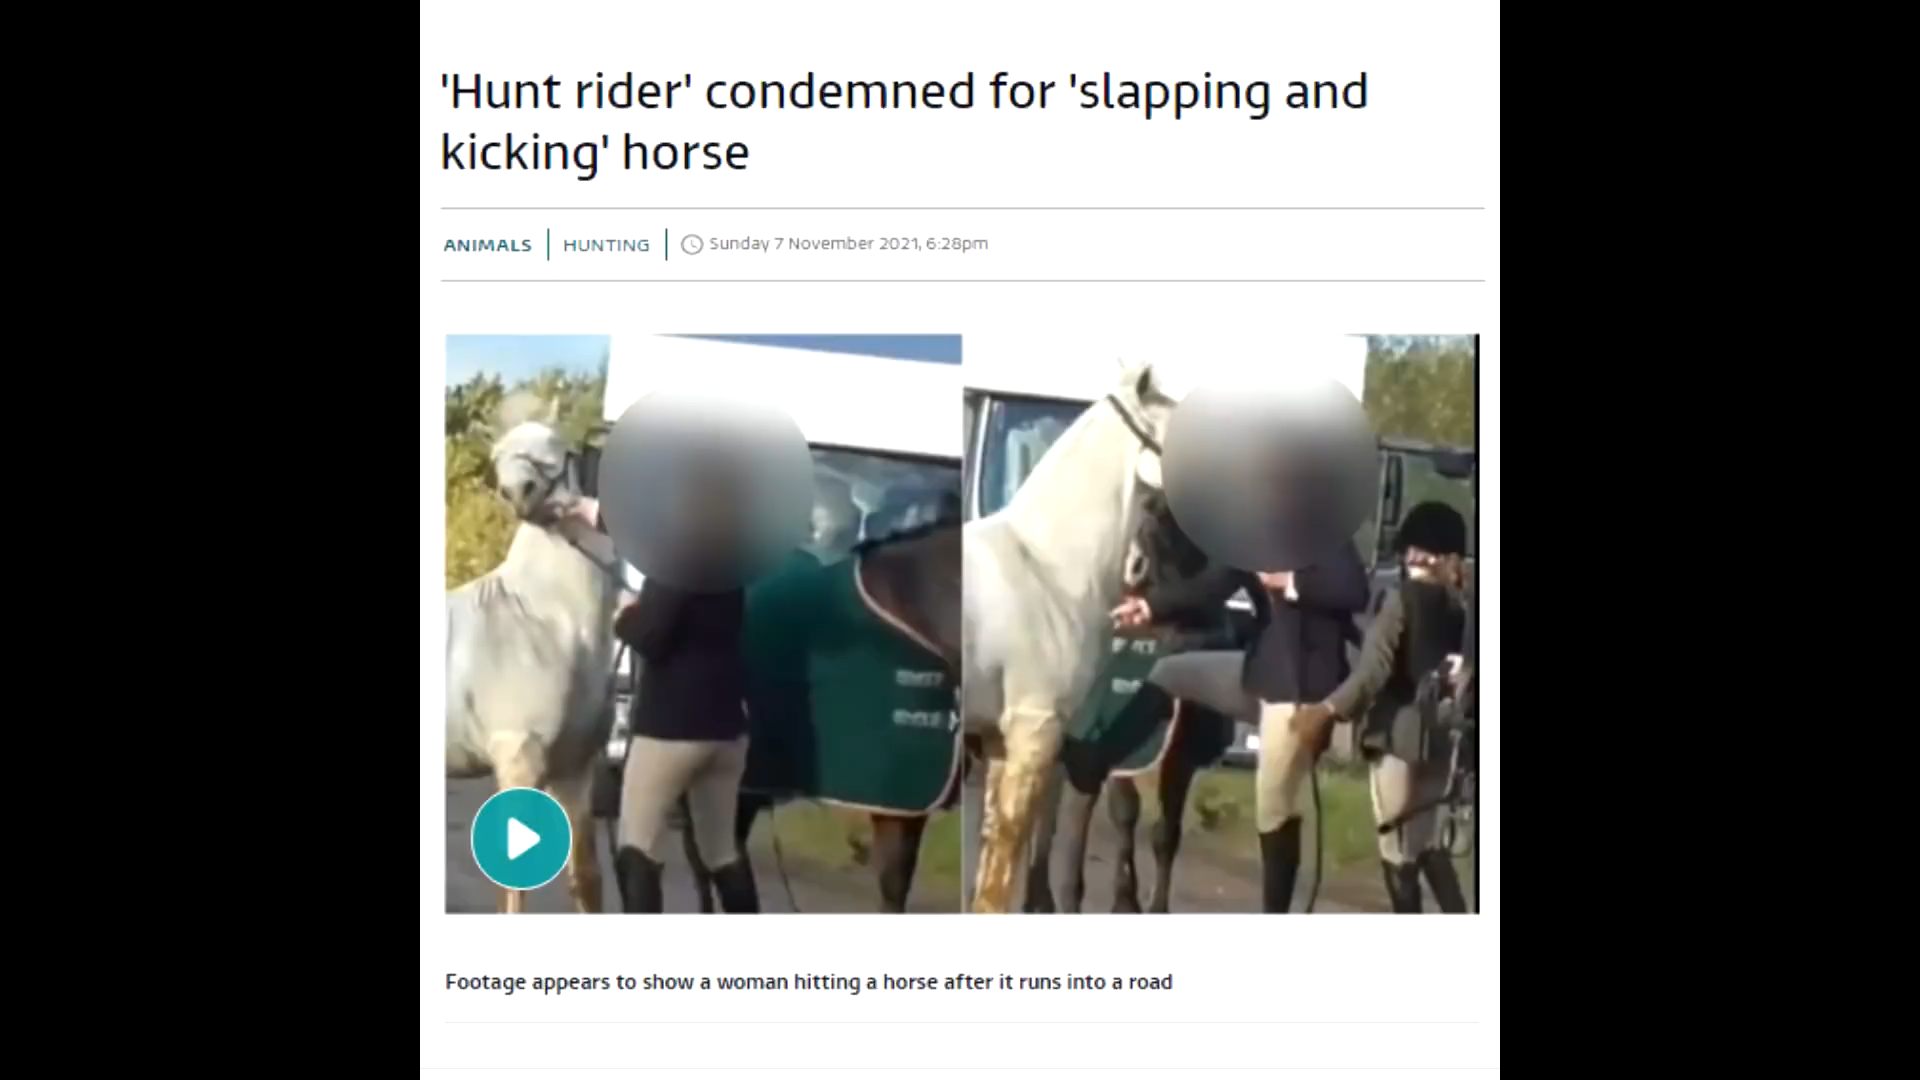 'Hunt rider' condemned for 'slapping and
kicking' horse
ANIMALS HUNTING Sunday 7 November 2021, 6:28pm
Footage appears to show a woman hitting a horse after it runs into a road